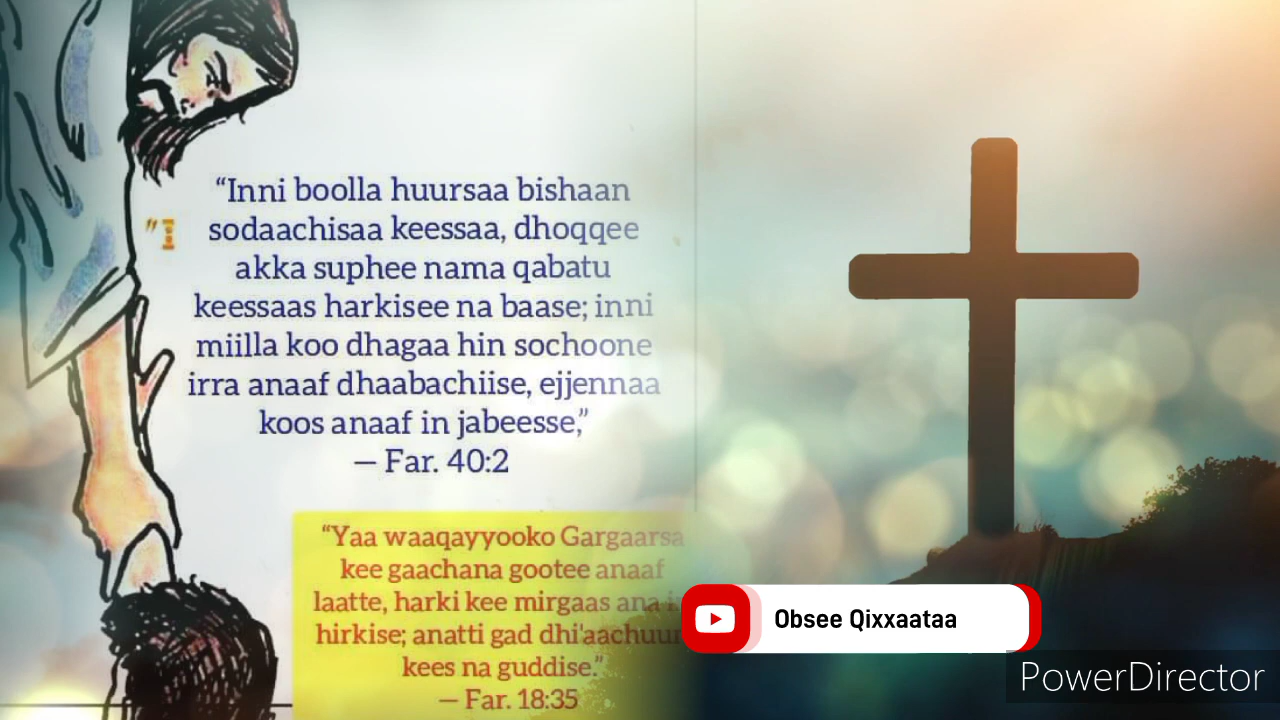 “Inni boolla huursaa bishaan
"I
sodaachisaa keessaa, dhoqqee
akka suphee nama qabatu
keessaas harkisee na baase; inni
miilla koo dhagaa hin sochoone
irra anaaf dhaabachiise, ejjennaa
koos anaaf in jabeesse,”
— Far. 40:2
“Yaa waaqayyooko Gargaarsa
kee gaachana gootee anaaf
laatte, harki kee mirgaas ana
hirkise; anatti gad
kees na guddise.”
— Far. 18:35
Obsee Qixxaataa
PowerDirector